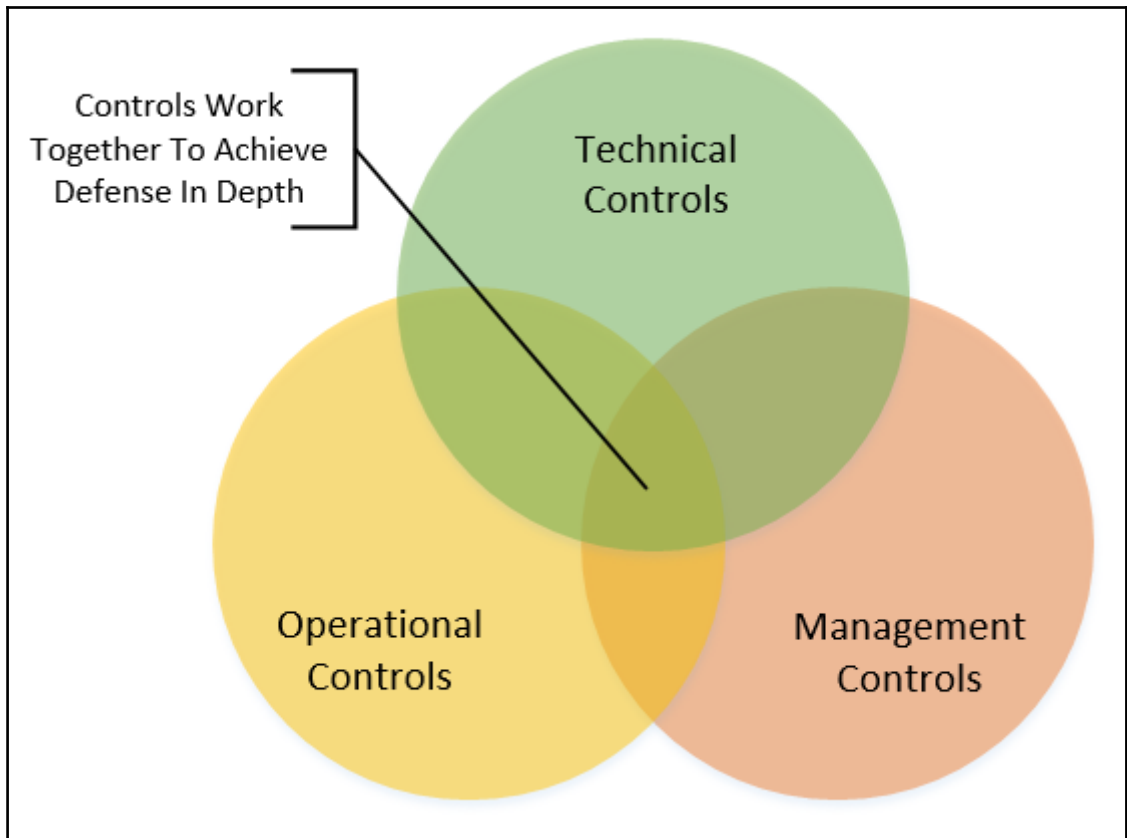 Controls Work
Together To Achieve
Defense In Depth
Technical
Controls
Operational
Controls
Management
Controls